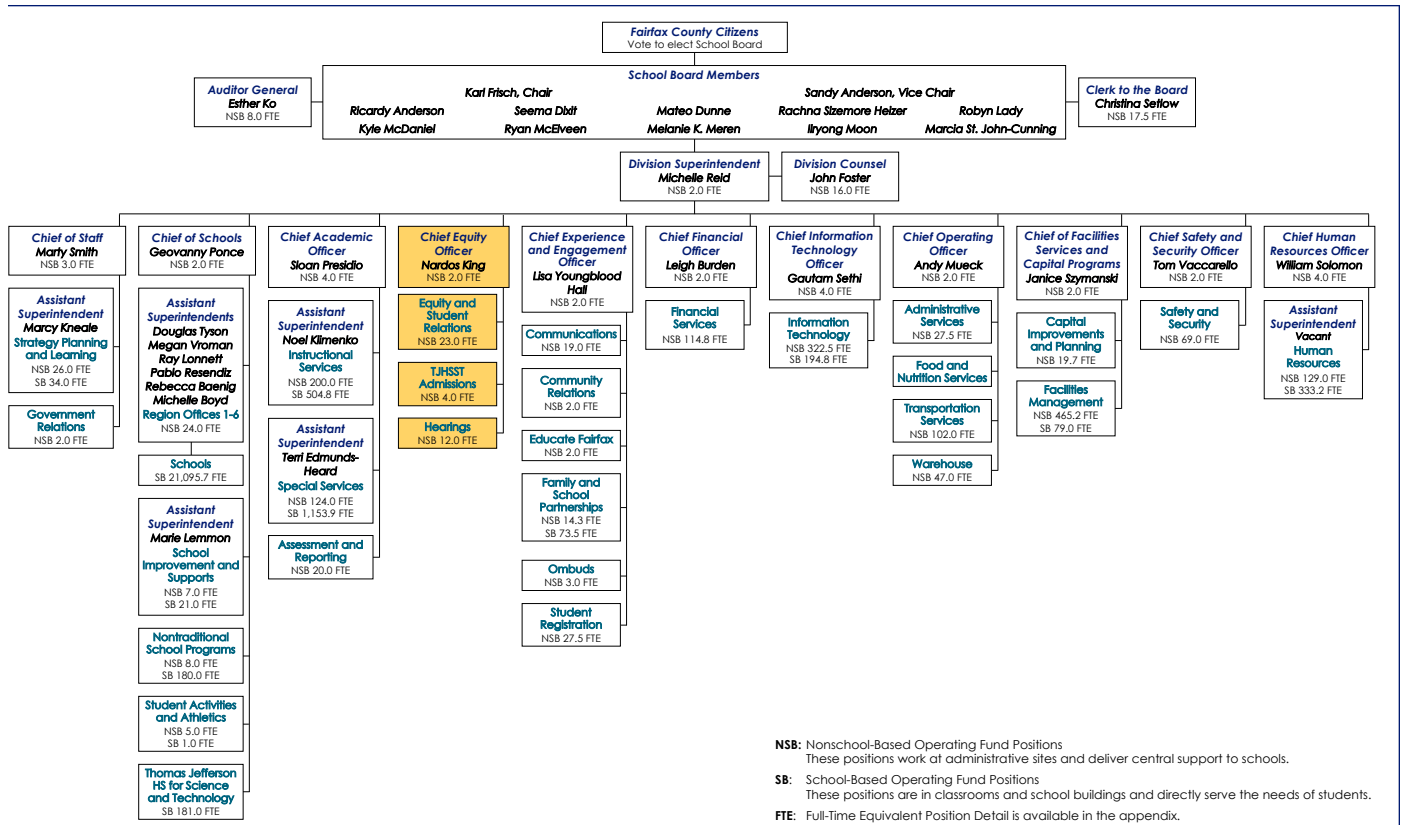 Fairfax County Citizens
Vote to elect School Board
School Board Members
Karl Frisch, Chair
Sandy Anderson, Vice Chair
Ricardy Anderson
Seema Dixit
Mateo Dunne
Rachna Sizemore Heizer
Robyn Lady
Kyle McDaniel
Ryan McElveen
Melanie K. Meren
Ilryong Moon
Marcia St. John-Cunning
Auditor General
Esther Ko
NSB 8.0 FTE
Clerk to the Board
Christina Setlow
NSB 17.5 FTE
Division Superintendent
Michelle Reid
NSB 2.0 FTE
Division Counsel
John Foster
NSB 16.0 FTE
Chief of Staff
Marty Smith
NSB 3.0 FTE
Assistant
Superintendent
Marcy Kneale
Strategy Planning
and Learning
NSB 26.0 FTE
SB 34.0 FTE
Government
Relations
NSB 2.0 FTE
Chief of Schools
Geovanny Ponce
NSB 2.0 FTE
Assistant
Superintendents
Douglas Tyson
Megan Vroman
Ray Lonnett
Pablo Resendiz
Rebecca Baenig
Michelle Boyd
Region Offices 1-6
NSB 24.0 FTE
Schools
SB 21,095.7 FTE
Assistant
Superintendent
Marie Lemmon
School
Improvement and
Supports
NSB 7.0 FTE
SB 21.0 FTE
Nontraditional
School Programs
NSB 8.0 FTE
SB 180.0 FTE
Student Activities
and Athletics
NSB 5.0 FTE
SB 1.0 FTE
Thomas Jefferson
HS for Science
and Technology
SB 181.0 FTE
Chief Academic
Officer
Sloan Presidio
NSB 4.0 FTE
Assistant
Superintendent
Noel Klimenko
Instructional
Services
NSB 200.0 FTE
SB 504.8 FTE
Assistant
Superintendent
Terri Edmunds-
Heard
Special Services
NSB 124.0 FTE
SB 1,153.9 FTE
Assessment and
Reporting
NSB 20.0 FTE
Chief Equity
Officer
Nardos King
NSB 2.0 FTE
Equity and
Student
Relations
NSB 23.0 FTE
TJHSST
Admissions
NSB 4.0 FTE
Hearings
NSB 12.0 FTE
Chief Experience
and Engagement
Officer
Lisa Youngblood
Hall
NSB 2.0 FTE
Communications
NSB 19.0 FTE
Community
Relations
NSB 2.0 FTE
Educate Fairfax
NSB 2.0 FTE
Family and
School
Partnerships
NSB 14.3 FTE
SB 73.5 FTE
Ombuds
NSB 3.0 FTE
Student
Registration
NSB 27.5 FTE
Chief Financial
Officer
Leigh Burden
NSB 2.0 FTE
Financial
Services
NSB 114.8 FTE
Chief Information
Technology
Officer
Gautam Sethi
NSB 4.0 FTE
Information
Technology
NSB 322.5 FTE
SB 194.8 FTE
Chief Operating
Officer
Andy Mueck
NSB 2.0 FTE
Administrative
Services
NSB 27.5 FTE
Food and
Nutrition Services
Transportation
Services
NSB 102.0 FTE
Warehouse
NSB 47.0 FTE
Chief of Facilities
Services and
Capital Programs
Janice Szymanski
NSB 2.0 FTE
Capital
Improvements
and Planning
NSB 19.7 FTE
Facilities
Management
NSB 465.2 FTE
SB 79.0 FTE
Chief Safety and
Security Officer
Tom Vaccarello
NSB 2.0 FTE
Safety and
Security
NSB 69.0 FTE
Chief Human
Resources Officer
William Solomon
NSB 4.0 FTE
Assistant
Superintendent
Vacant
Human
Resources
NSB 129.0 FTE
SB 333.2 FTE
NSB: Nonschool-Based Operating Fund Positions
These positions work at administrative sites and deliver central support to schools.
SB: School-Based Operating Fund Positions
These positions are in classrooms and school buildings and directly serve the needs of students.
FTE: Full-Time Equivalent Position Detail is available in the appendix.